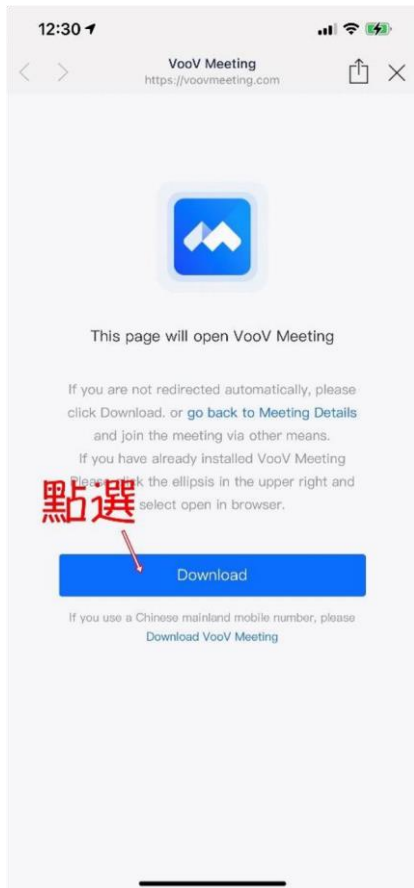 12:30
VooV Meeting
https://voovmeeting.com
This page will open VooV Meeting
If you are not redirected automatically, please
click Download. or go back to Meeting Details
and join the meeting via other means.
If you have already installed VooV Meeting
Please click the ellipsis in the upper right and
select open in browser.
點選
Download
If you use a Chinese mainland mobile number, please
Download VooV Meeting